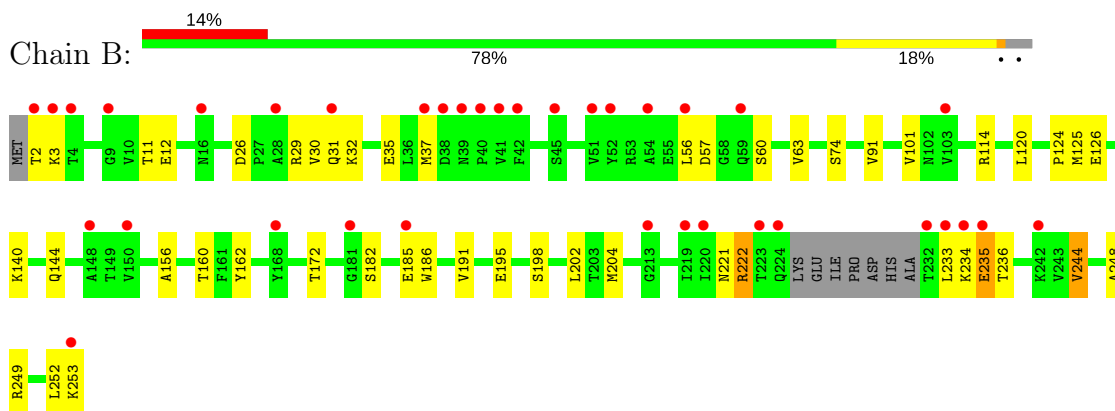 14%
Chain B:
78% 18% • •
MET T2 K3 T4 G9 V10 T11 E12 N16 D26 P27 A28 R29 V30 Q31 K32 E35 L36 M37 D38 N39 P40 V41 F42 S45 V51 Y52 R53 A54 E55 L56 D57 G58 Q59 S60 V63 S74 V91 V101 N102 V103 R114 L120 P124 M125 E126
K140 Q144 A148 T149 V150 A156 T160 F161 Y162 Y168 T172 G181 S182 E185 W186 V191 E195 S198 L202 T203 M204 G213 I219 I220 N221 R222 T223 Q224 LYS GLU ILE PRO ASP HIS ALA T232 L233 K234 E235 T236 K242 V243 V244 A248
R249 L252 K253